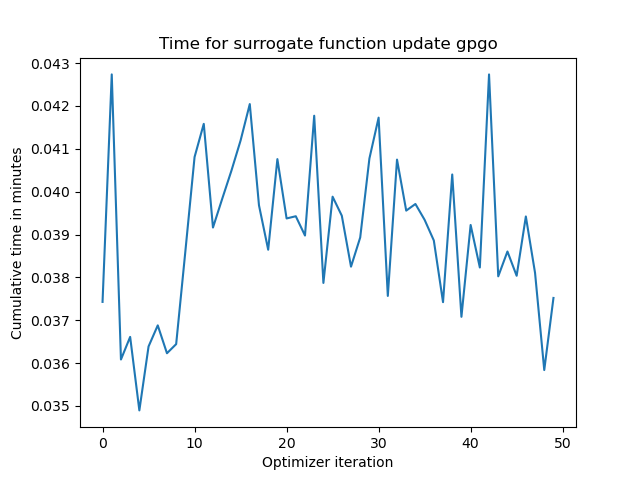 Time for surrogate function update gpgo
0.043
0.042
0.041
0.040
0.039
0.038
0.037
0.036
0.035
Cumulative time in minutes
0 10 20 30 40 50
Optimizer iteration